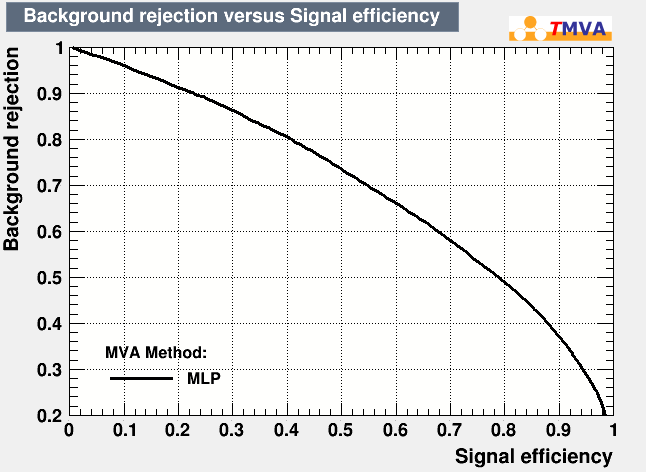 Background rejection versus Signal efficiency
TMVA
Background rejection
1
0.9
0.8
0.7
0.6
0.5
0.4
0.3
0.2
MVA Method:
MLP
0 0.1 0.2 0.3 0.4 0.5 0.6 0.7 0.8 0.9 1
Signal efficiency